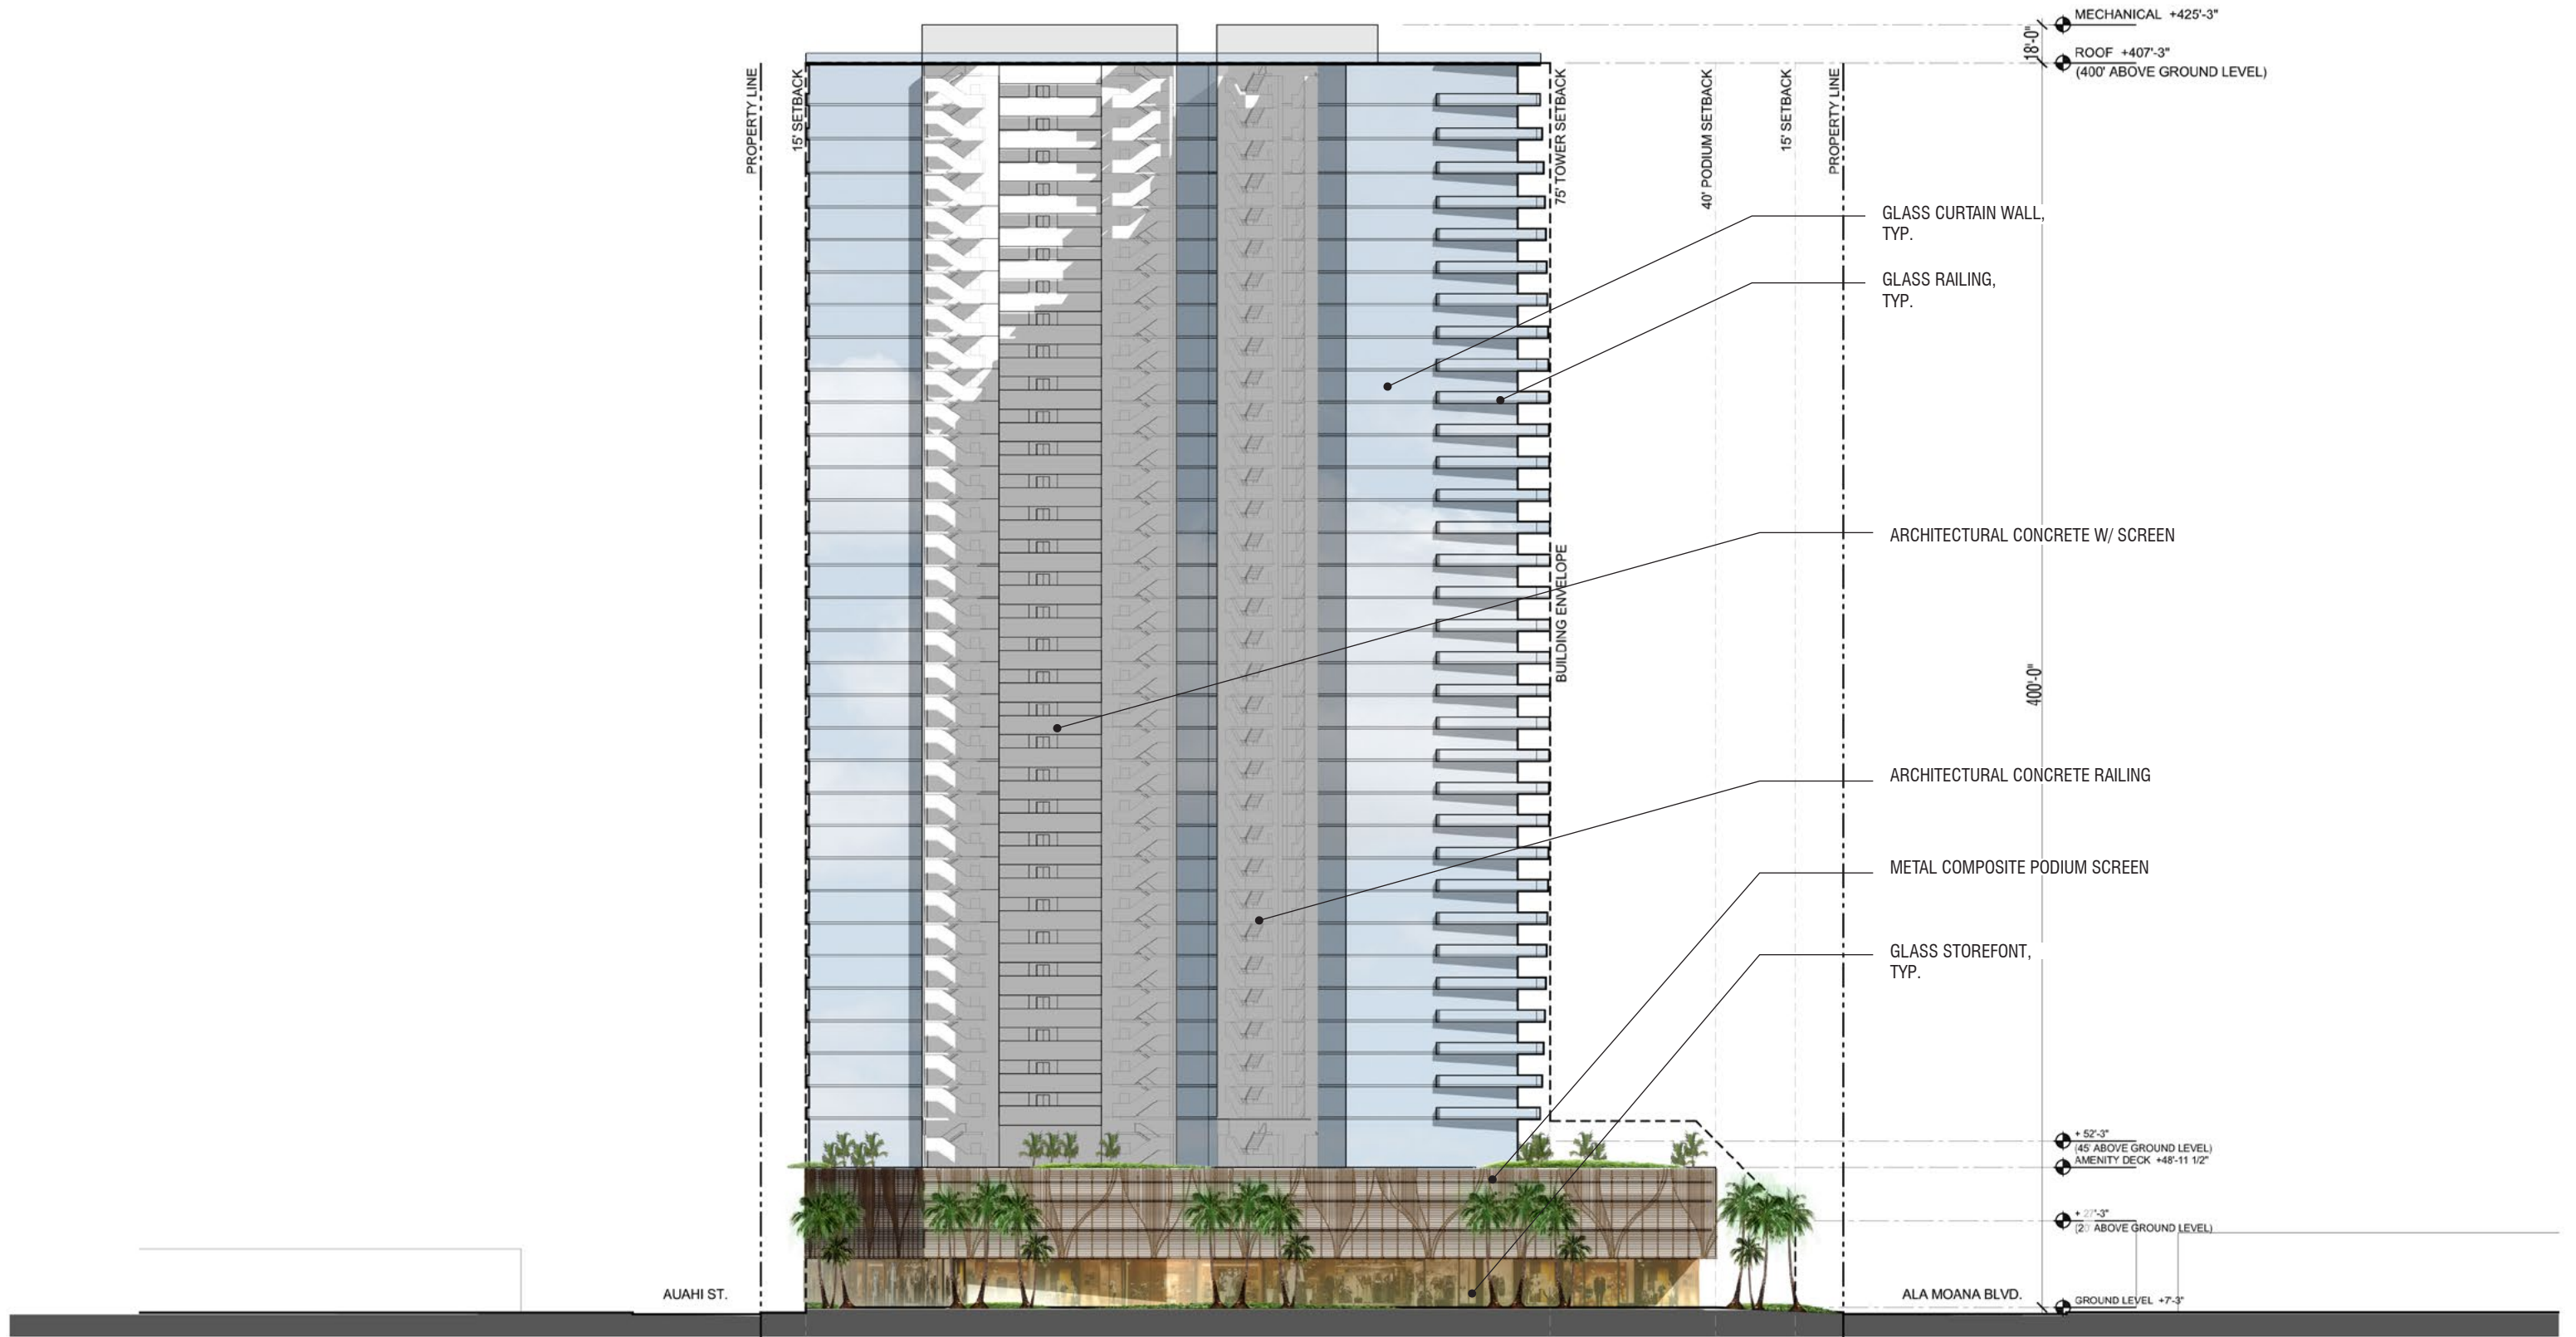 MECHANICAL +425'-3"
18'-0"
ROOF +407'-3"
(400' ABOVE GROUND LEVEL)
PROPERTY LINE
15' SETBACK
75' TOWER SETBACK
40' PODIUM SETBACK
15' SETBACK
PROPERTY LINE
GLASS CURTAIN WALL,
TYP.
GLASS RAILING,
TYP.
ARCHITECTURAL CONCRETE W/ SCREEN
BUILDING ENVELOPE
400'-0"
ARCHITECTURAL CONCRETE RAILING
METAL COMPOSITE PODIUM SCREEN
GLASS STOREFONT,
TYP.
+ 52'-3"
(45' ABOVE GROUND LEVEL)
AMENITY DECK +48'-11 1/2"
+ 27'-3"
ABOVE GROUND LEVEL)
AUAHI ST.
ALA MOANA BLVD.
GROUND LEVEL +7'-3"